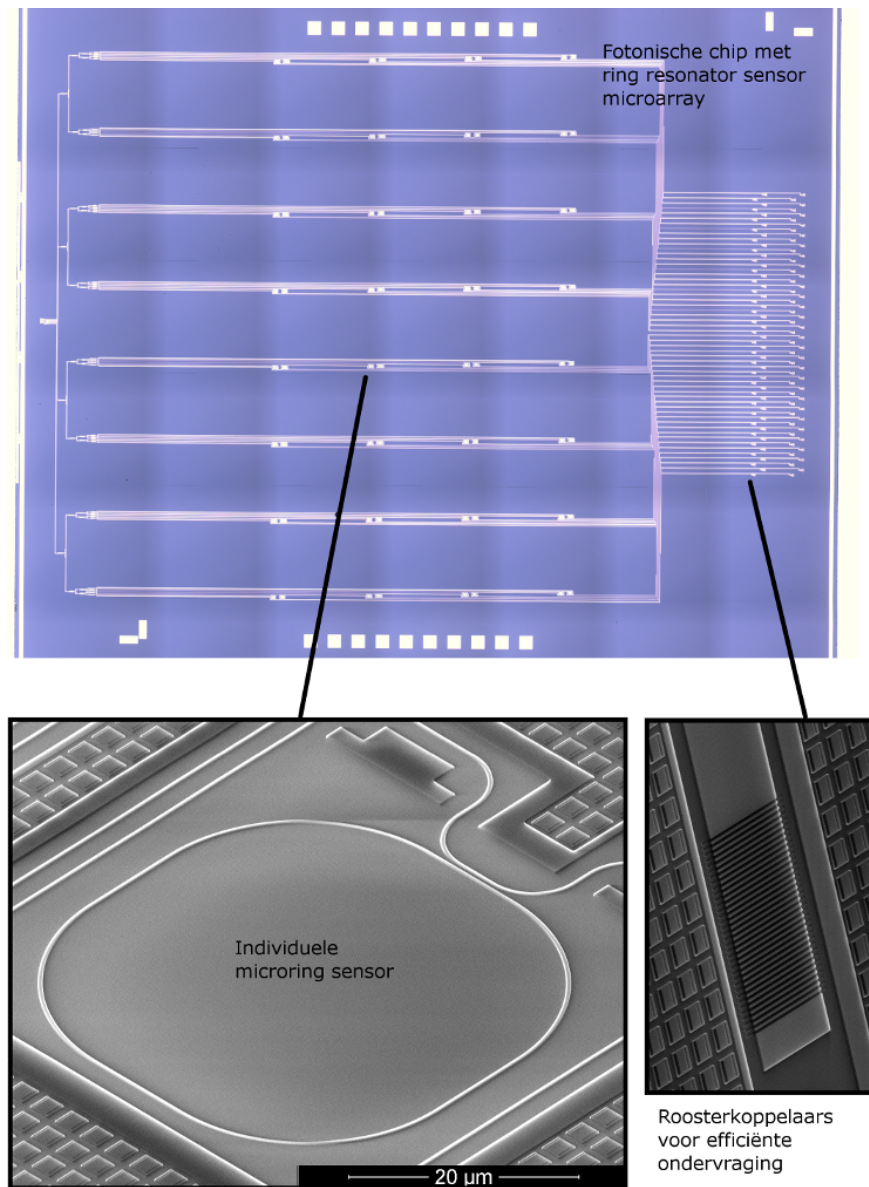 Fotonische chip met
ring resonator sensor
microarray
Individuele
microring sensor
20 µm
Roosterkoppelaars
voor efficiënte
ondervraging